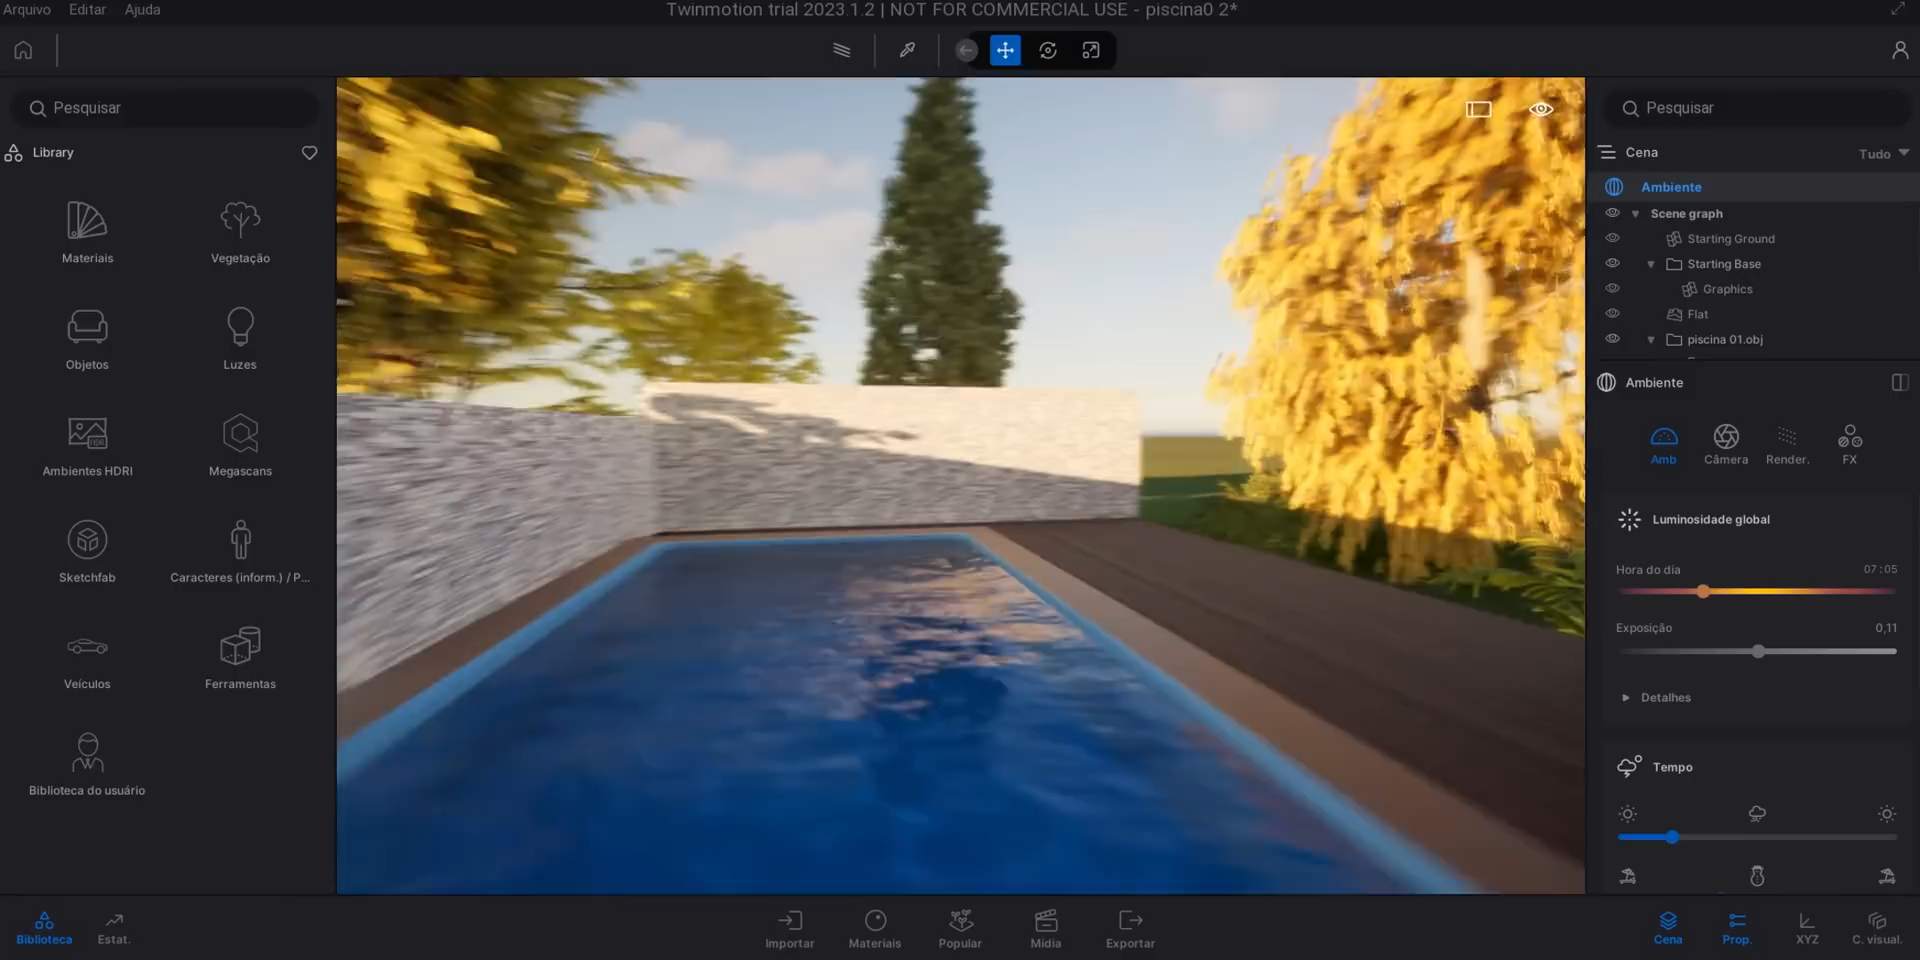 Arquivo Editar Ajuda
Twinmotion trial 2023.1.2 | NOT FOR COMMERCIAL USE - piscina0 2*
Pesquisar
Library
Materiais
Vegetação
Objetos
Luzes
Ambientes HDRI
HDRI
Megascans
Sketchfab
Caracteres (inform.) / P...
Veículos
Ferramentas
Biblioteca do usuário
Pesquisar
Cena
Tudo
Ambiente
Scene graph
Starting Ground
Starting Base
Graphics
Flat
piscina 01.obj
Ambiente
Amb
Câmera
Render.
FX
Luminosidade global
Hora do dia 07:05
Exposição 0,11
Detalhes
Tempo
Biblioteca
Estat.
Importar
Materiais
Popular
Mídia
Exportar
Cena
Prop.
XYZ
C. visual.